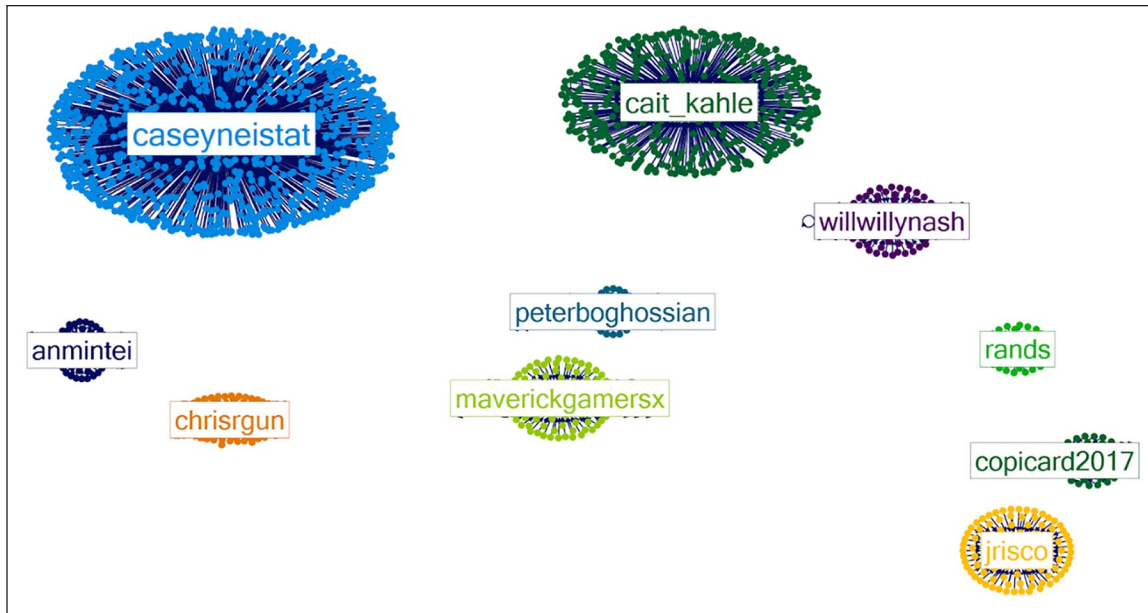 caseyneistat
cait_kahle
willwillynash
peterboghossian
anmintei
rands
maverickgamersx
chrisrgun
copicard2017
jrisco